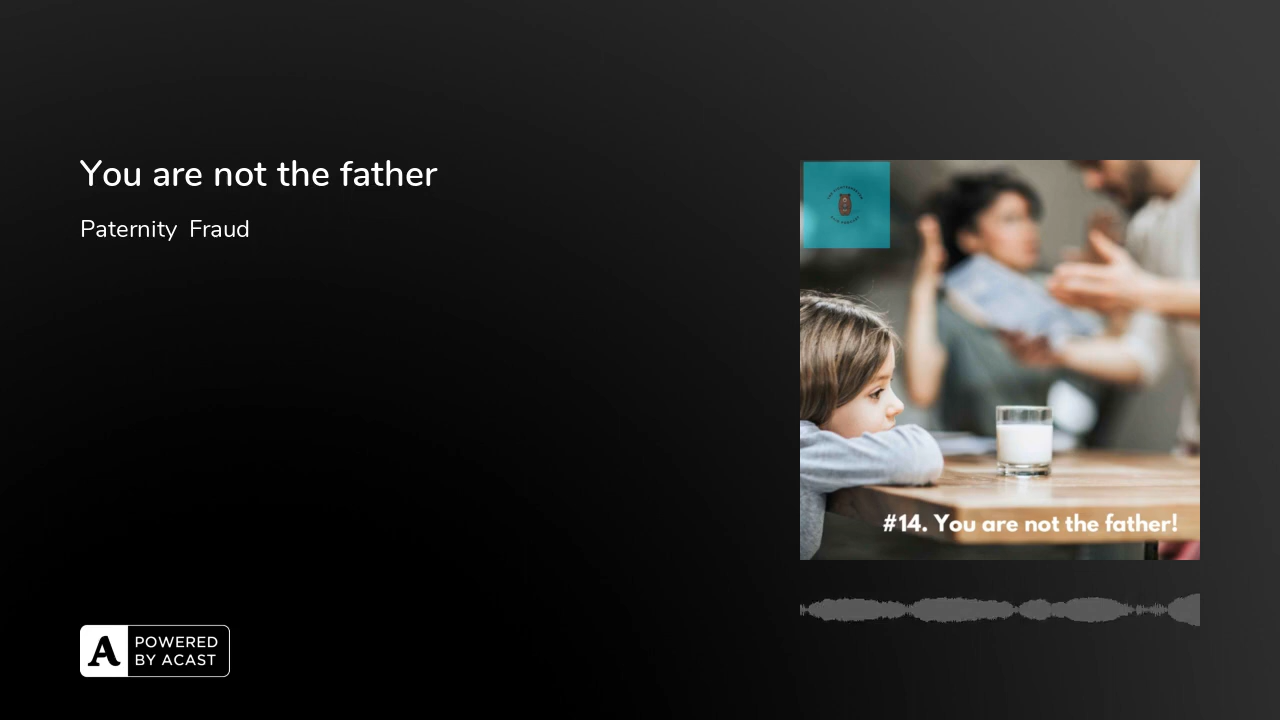 You are not the father
Paternity  Fraud
#14. You are not the father!
A
POWERED
BY ACAST